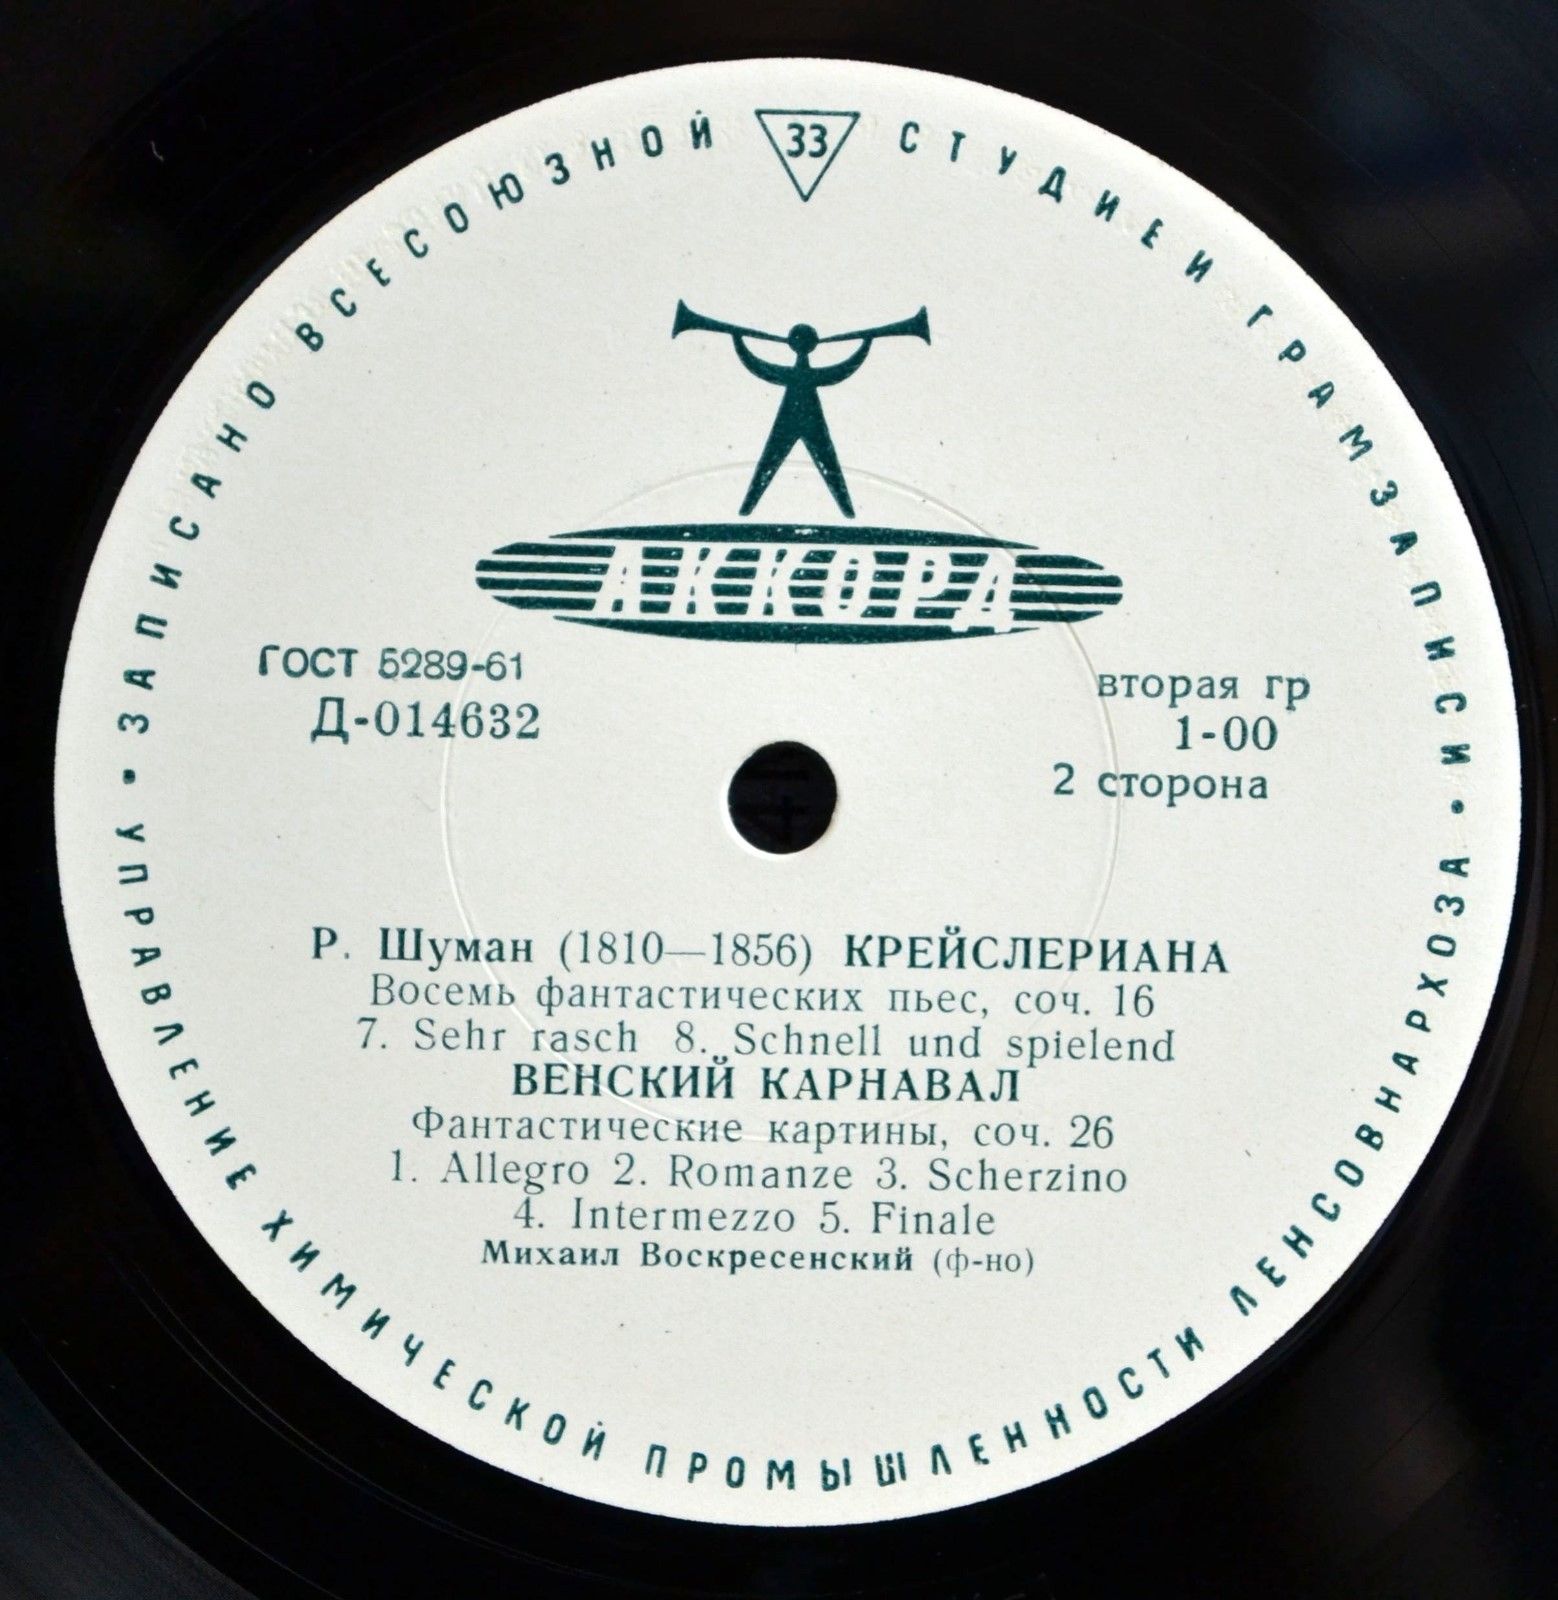 ЗАПИСАНО ВСЕСОЮЗНОЙ 33 СТУДИЕЙ ГРАМЗАПИСИ •
АККОРД
ГОСТ 5289-61
Д-014632
вторая гр
1-00
2 сторона
Р. Шуман (1810—1856) КРЕЙСЛЕРИАНА
Восемь фантастических пьес, соч. 16
7. Sehr rasch 8. Schnell und spielend
ВЕНСКИЙ КАРНАВАЛ
Фантастические картины, соч. 26
1. Allegro 2. Romanze 3. Scherzino
4. Intermezzo 5. Finale
Михаил Воскресенский (ф-но)
УПРАВЛЕНИЕ ХИМИЧЕСКОЙ ПРОМЫШЛЕННОСТИ ЛЕНСОВНАРХОЗА •